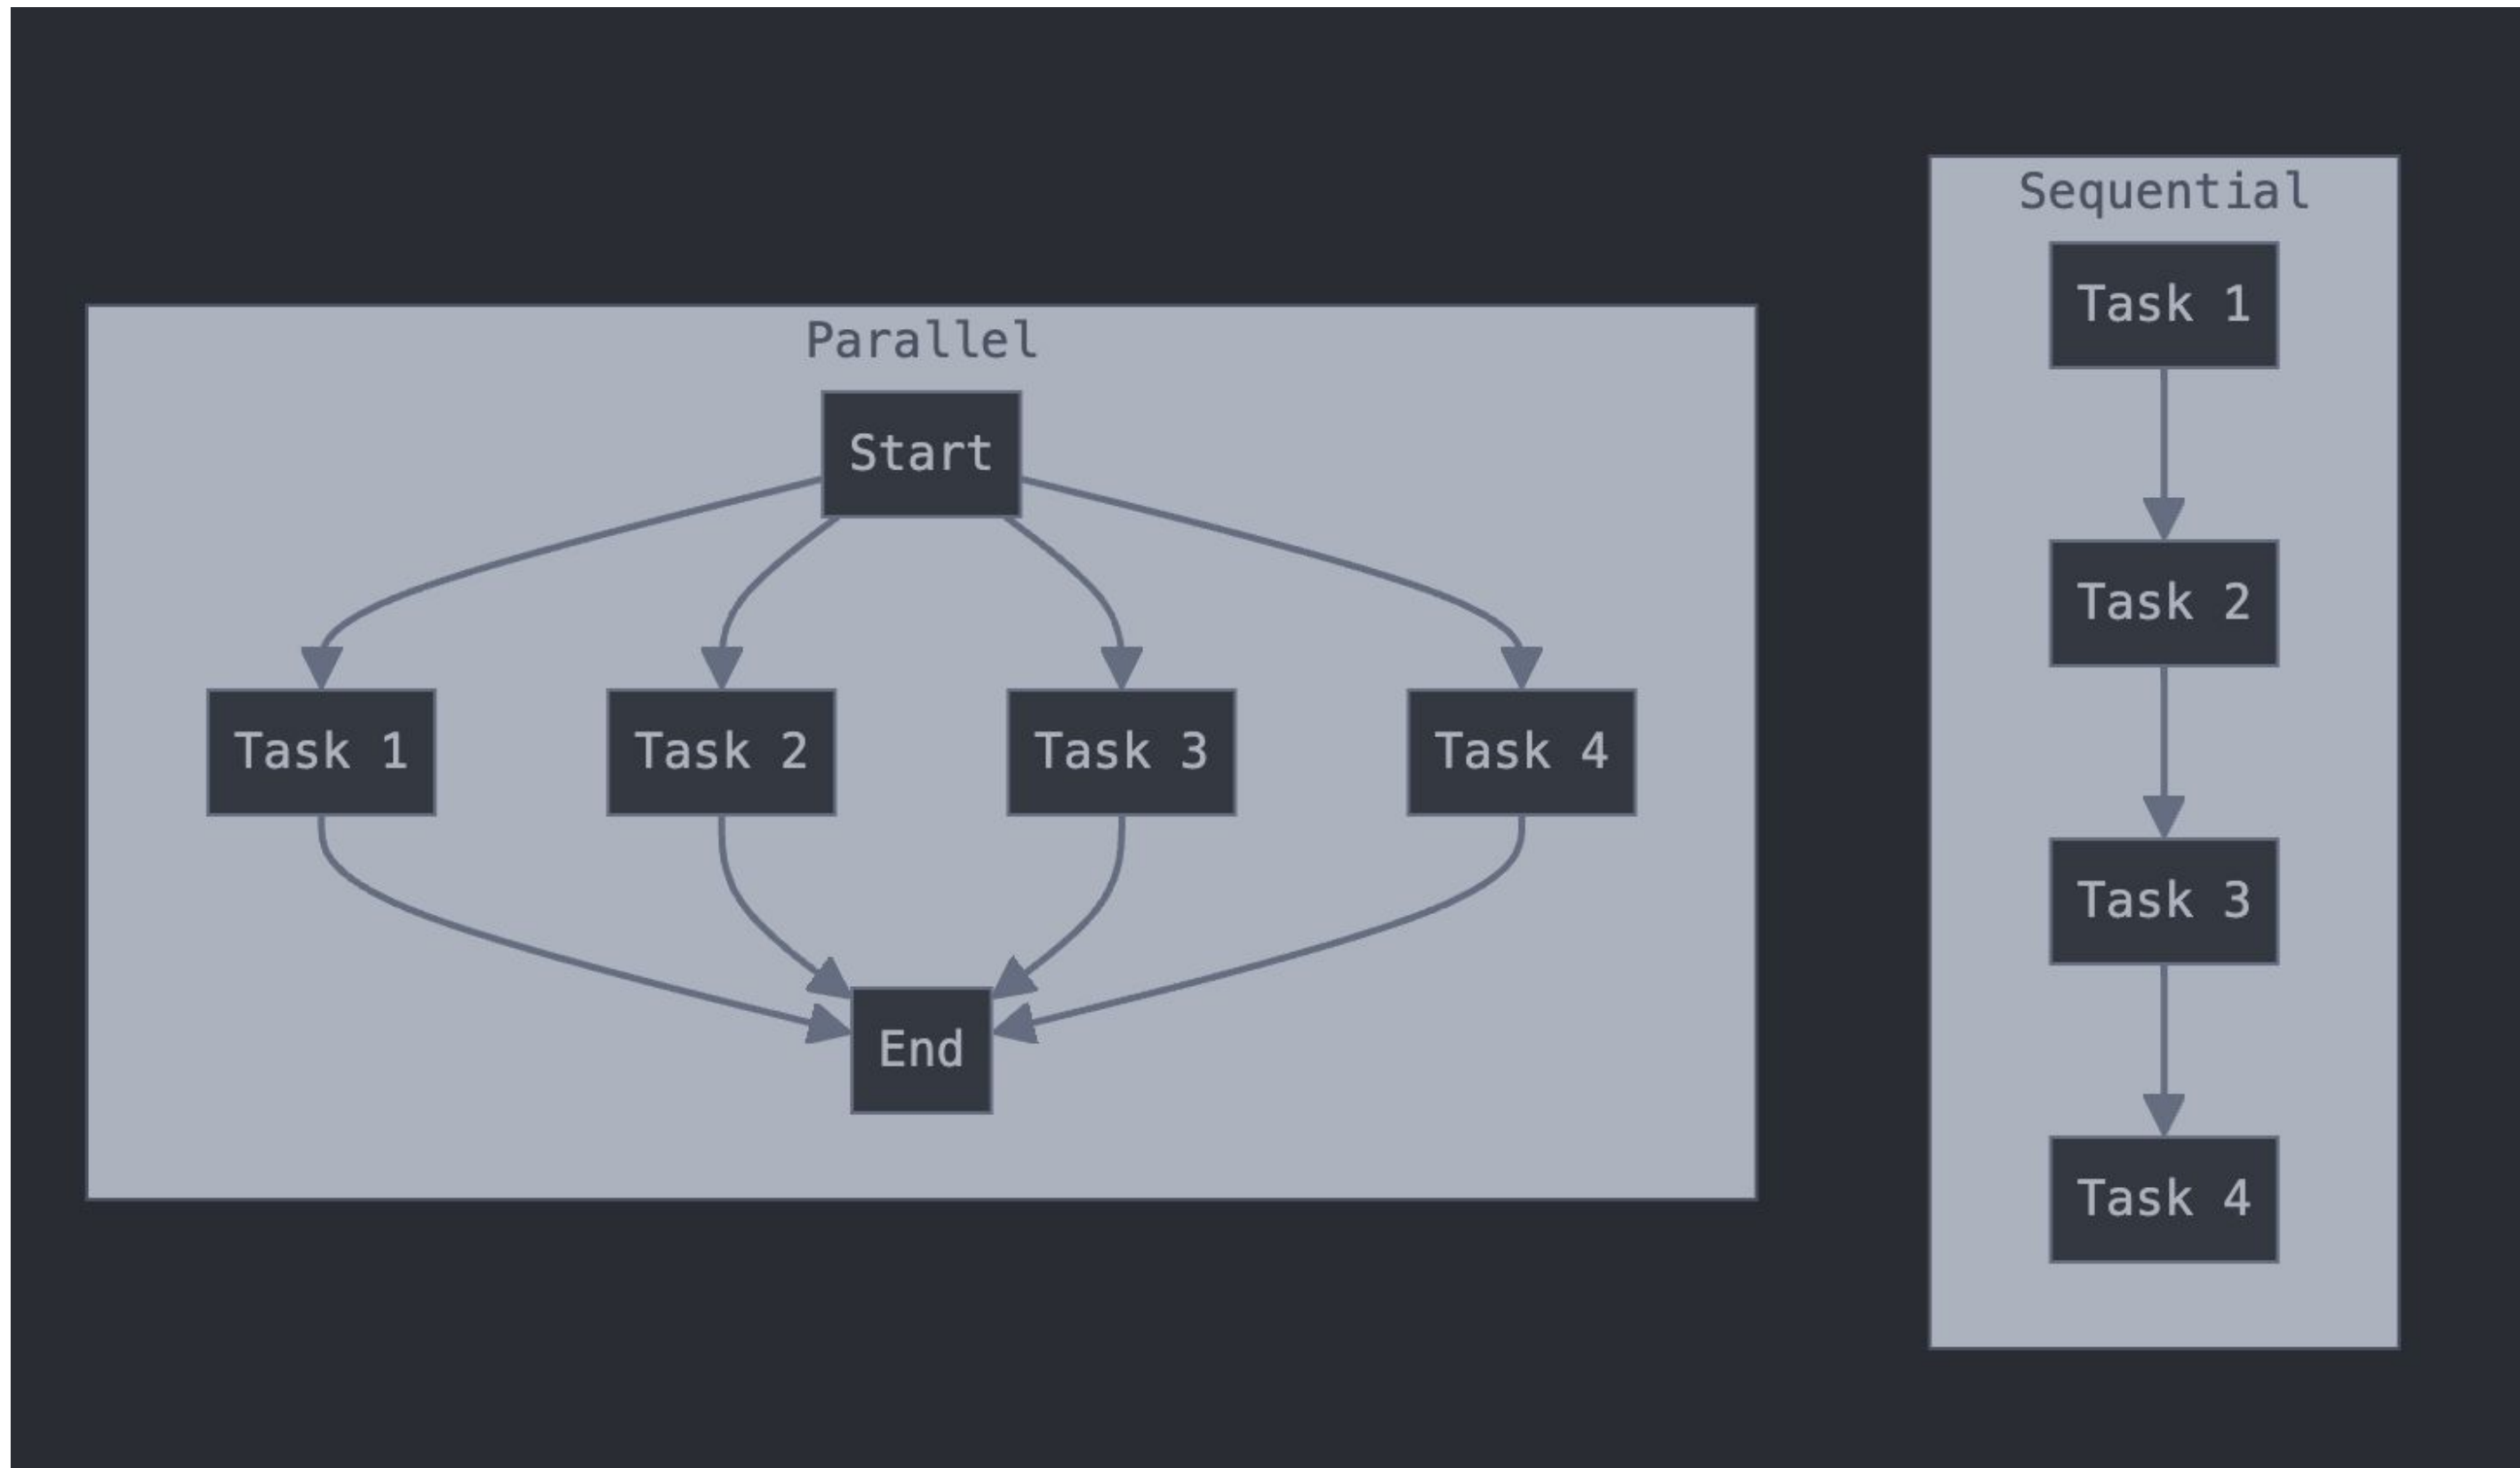 Parallel
Start
Task 1
Task 2
Task 3
Task 4
End
Sequential
Task 1
Task 2
Task 3
Task 4